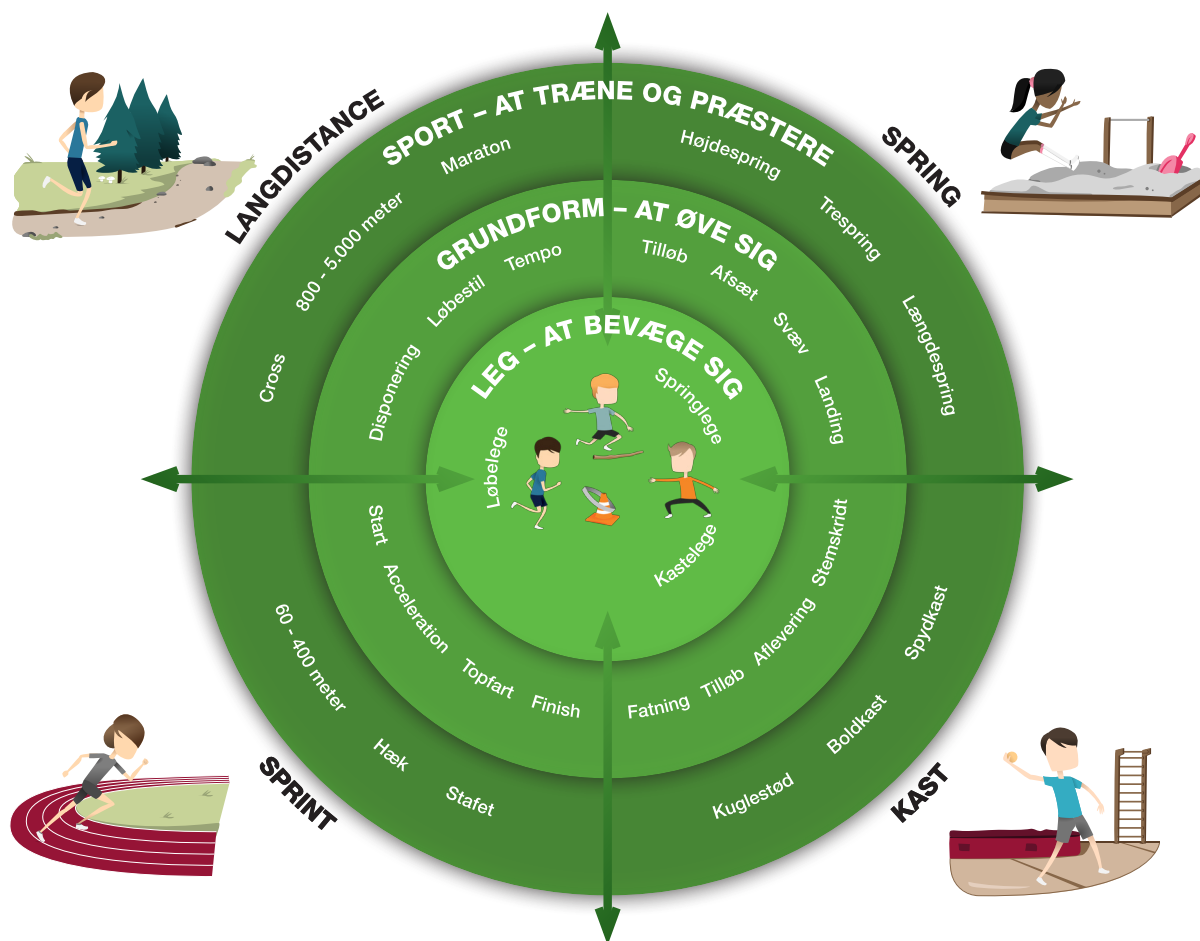 LANGDISTANCE
SPRING
SPRINT
KAST
SPORT – AT TRÆNE OG PRÆSTERE
Maraton
800 - 5.000 meter
Cross
Højdespring
Trespring
Længdespring
60 - 400 meter
Hæk
Stafet
Spydkast
Boldkast
Kuglestød
GRUNDFORM – AT ØVE SIG
Tempo
Løbestil
Disponering
Tilløb
Afsæt
Svæv
Landing
Start
Acceleration
Topfart
Finish
Stemskridt
Aflevering
Tilløb
Fatning
LEG – AT BEVÆGE SIG
Løbelege
Springlege
Kastelege